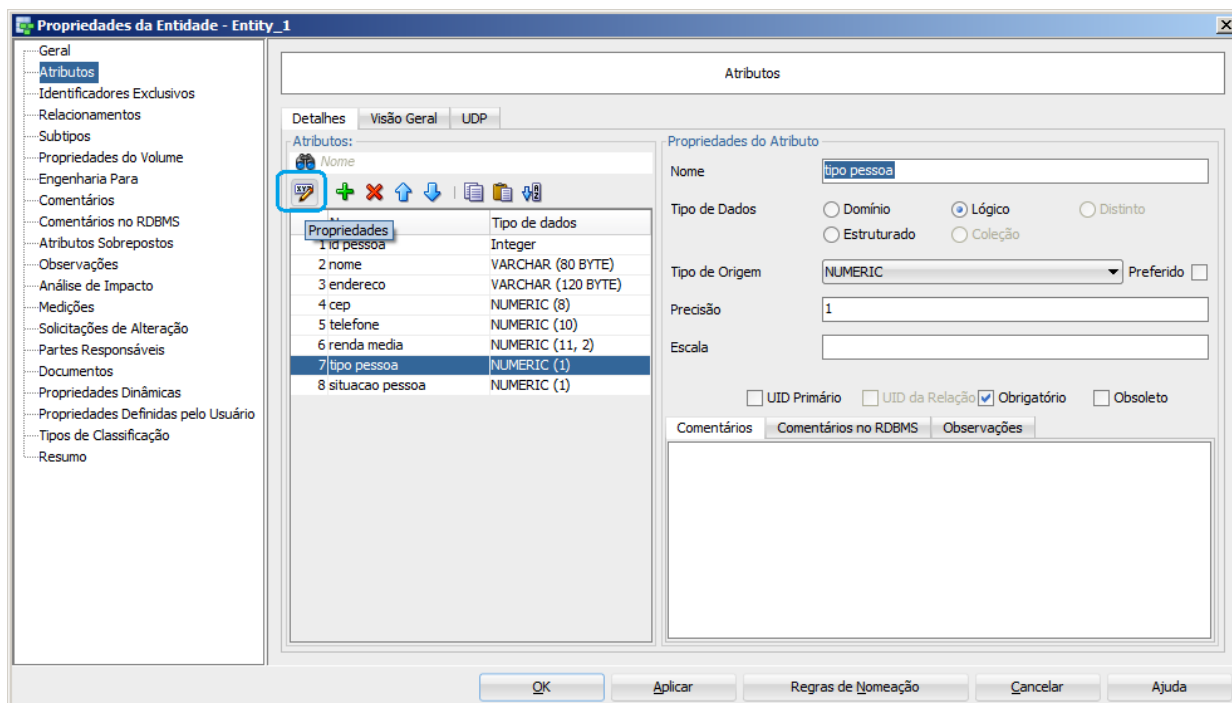 Propriedades da Entidade - Entity_1
Geral
Atributos
Identificadores Exclusivos
Relacionamentos
Subtipos
Propriedades do Volume
Engenharia Para
Comentários
Comentários no RDBMS
Atributos Sobrepostos
Observações
Análise de Impacto
Medições
Solicitações de Alteração
Partes Responsáveis
Documentos
Propriedades Dinâmicas
Propriedades Definidas pelo Usuário
Tipos de Classificação
Resumo
Atributos
Detalhes Visão Geral UDP
Atributos:
Nome
Tipo de dados
Propriedades
1 id pessoa Integer
2 nome VARCHAR (80 BYTE)
3 endereco VARCHAR (120 BYTE)
4 cep NUMERIC (8)
5 telefone NUMERIC (10)
6 renda media NUMERIC (11, 2)
7 tipo pessoa NUMERIC (1)
8 situacao pessoa NUMERIC (1)
Propriedades do Atributo
Nome tipo pessoa
Tipo de Dados Domínio Lógico Distinto
Estruturado Coleção
Tipo de Origem NUMERIC Preferido
Precisão 1
Escala
UID Primário UID da Relação Obrigatório Obsoleto
Comentários Comentários no RDBMS Observações
OK Aplicar Regras de Nomeação Cancelar Ajuda